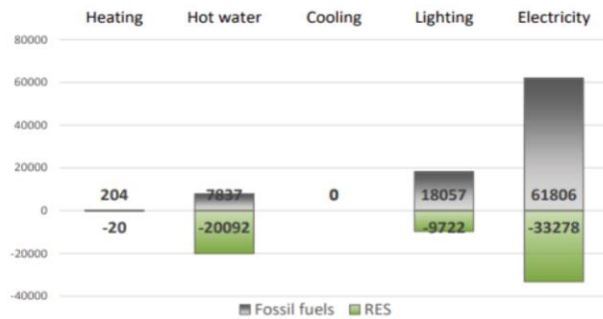 Heating Hot water Cooling Lighting Electricity
80000
60000
40000
20000
204 7837 0 18057 61806
0
-20 -20092 -9722 -33278
-20000
-40000
Fossil fuels RES